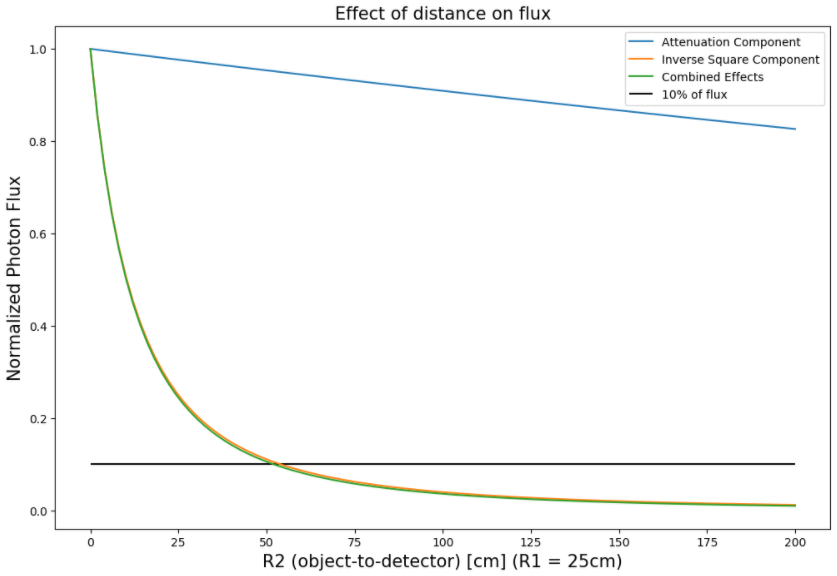 Effect of distance on flux
Attenuation Component
Inverse Square Component
Combined Effects
10% of flux
Normalized Photon Flux
1.0
0.8
0.6
0.4
0.2
0.0
0 25 50 75 100 125 150 175 200
R2 (object-to-detector) [cm] (R1 = 25cm)